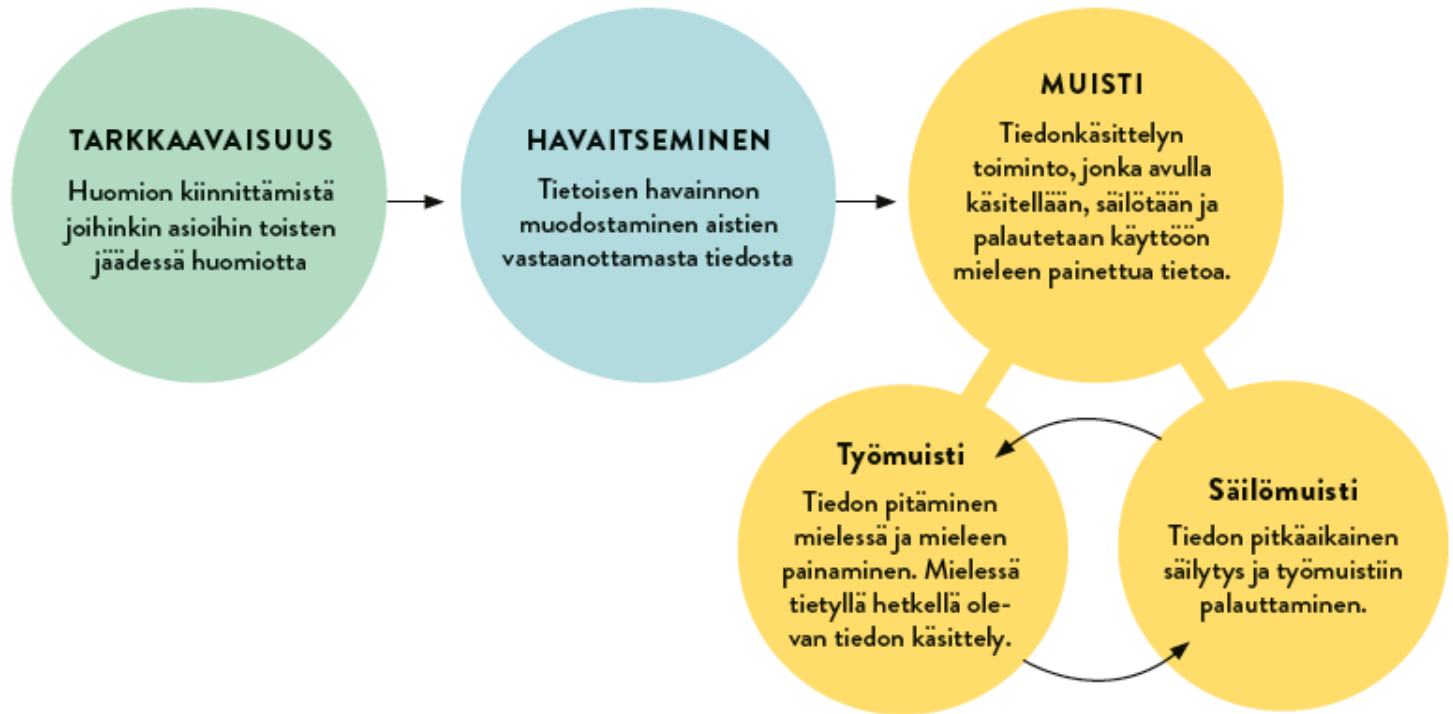 TARKKAAVAISUUS
Huomion kiinnittämistä
joihinkin asioihin toisten
jäädessä huomiotta
HAVAITSEMINEN
Tietoisen havainnon
muodostaminen aistien
vastaanottamasta tiedosta
MUISTI
Tiedonkäsittelyn
toiminto, jonka avulla
käsitellään, säilötään ja
palautetaan käyttöön
mieleen painettua tietoa.
Työmuisti
Tiedon pitäminen
mielessä ja mieleen
painaminen. Mielessä
tietyllä hetkellä ole-
van tiedon käsittely.
Säilömuisti
Tiedon pitkäaikainen
säilytys ja työmuistiin
palauttaminen.